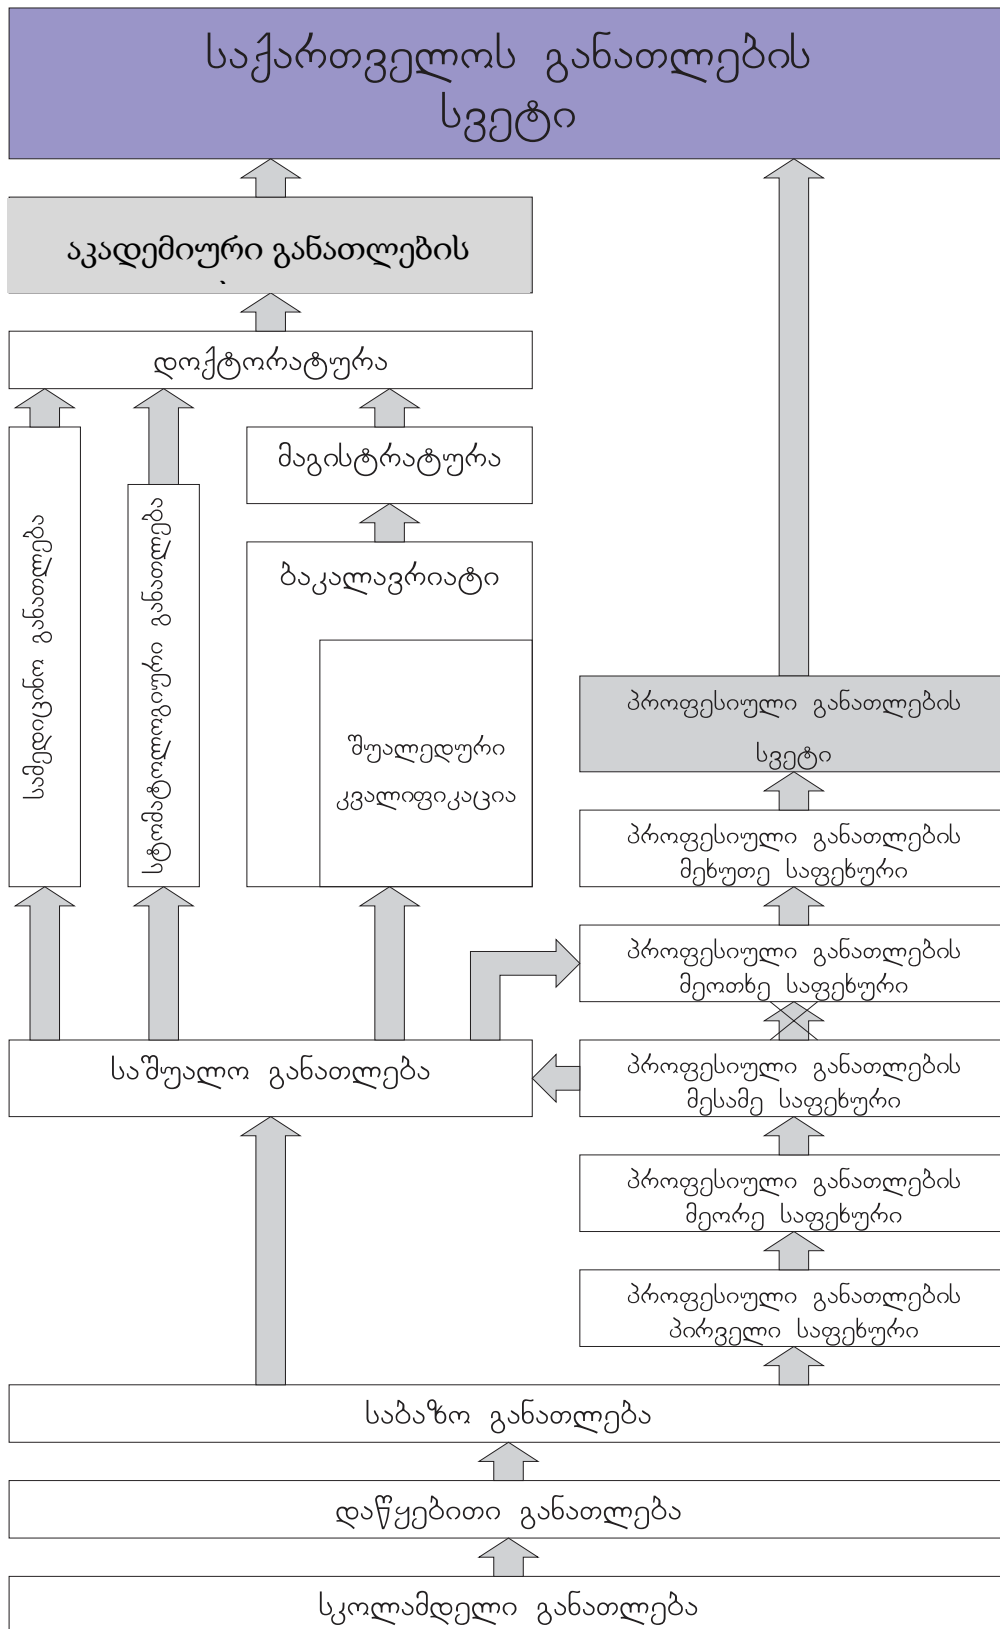 საქართველოს განათლების
სვეტი
აკადემიური განათლების
დოქტორატურა
მაგისტრატურა
ბაკალავრიატი
შუალედური
კვალიფიკაცია
სამედიცინო განათლება
სტომატოლოგიური განათლება
პროფესიული განათლების
სვეტი
პროფესიული განათლების
მეხუთე საფეხური
პროფესიული განათლების
მეოთხე საფეხური
საშუალო განათლება
პროფესიული განათლების
მესამე საფეხური
პროფესიული განათლების
მეორე საფეხური
პროფესიული განათლების
პირველი საფეხური
საბაზო განათლება
დაწყებითი განათლება
სკოლამდელი განათლება